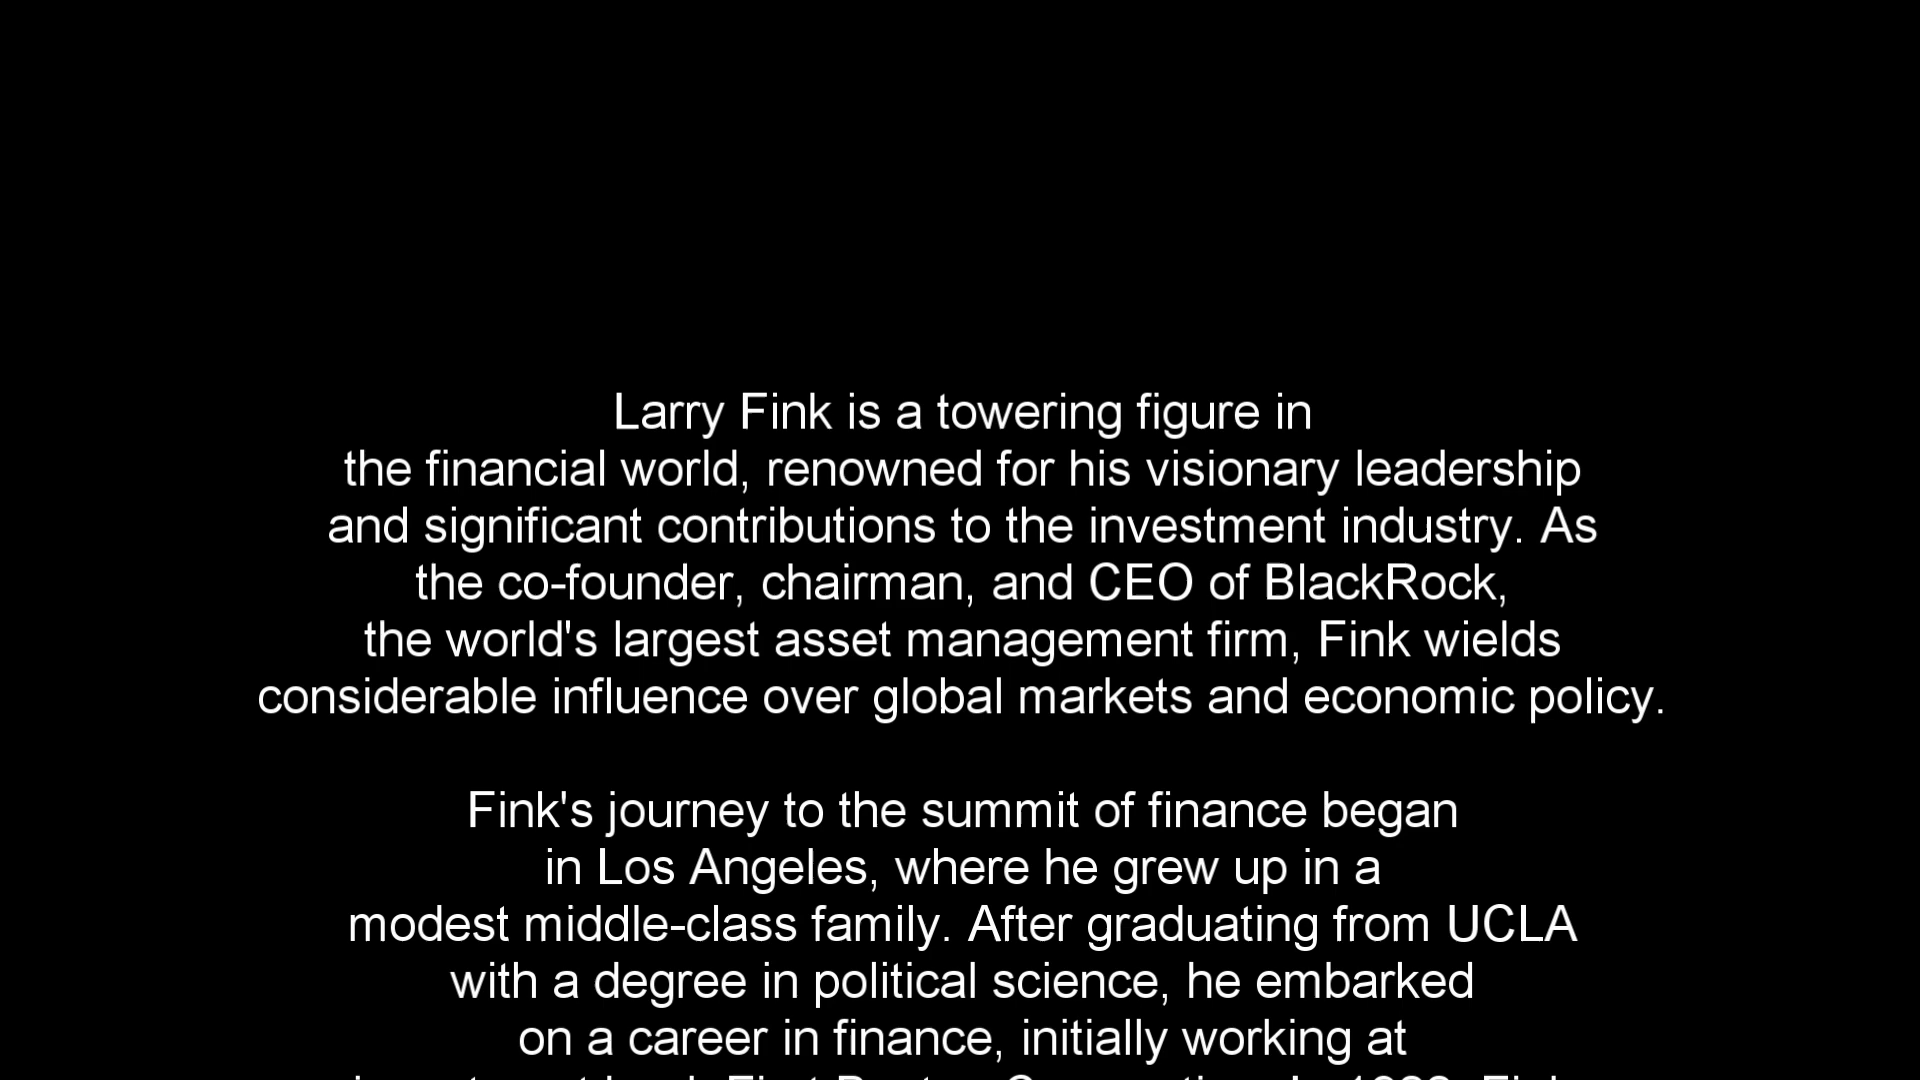 Larry Fink is a towering figure in
the financial world, renowned for his visionary leadership
and significant contributions to the investment industry. As
the co-founder, chairman, and CEO of BlackRock,
the world's largest asset management firm, Fink wields
considerable influence over global markets and economic policy.
Fink's journey to the summit of finance began
in Los Angeles, where he grew up in a
modest middle-class family. After graduating from UCLA
with a degree in political science, he embarked
on a career in finance, initially working at